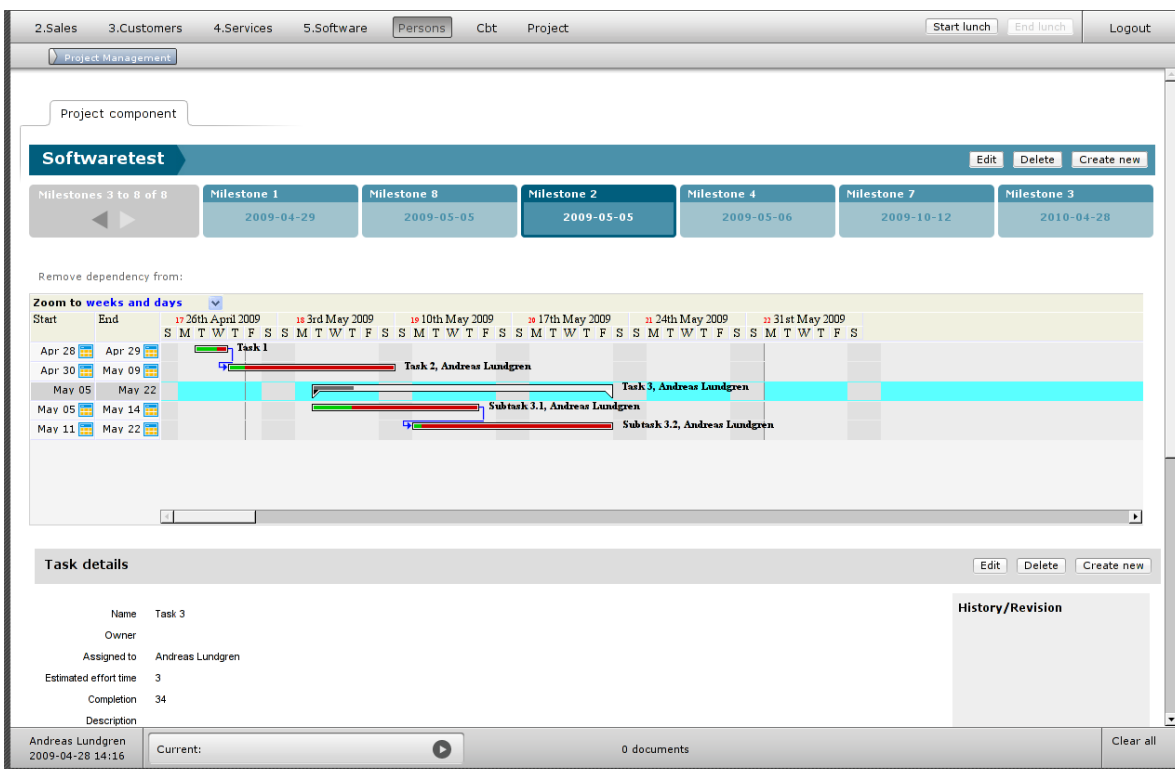 2.Sales 3.Customers 4.Services 5.Software Persons Cbt Project Start lunch End lunch Logout
Project Management
Project component
Softwaretest Edit Delete Create new
Milestones 3 to 8 of 8 Milestone 1 Milestone 8 Milestone 2 Milestone 4 Milestone 7 Milestone 3
2009-04-29 2009-05-05 2009-05-05 2009-05-06 2009-10-12 2010-04-28
Remove dependency from:
Zoom to weeks and days
Start End 17 26th April 2009 18 3rd May 2009 19 10th May 2009 20 17th May 2009 21 24th May 2009 22 31st May 2009
S M T W T F S S M T W T F S S M T W T F S S M T W T F S S M T W T F S S M T W T F S
Apr 28 Apr 29 Task 1
Apr 30 May 09 Task 2, Andreas Lundgren
May 05 May 22 Task 3, Andreas Lundgren
May 05 May 14 Subtask 3.1, Andreas Lundgren
May 11 May 22 Subtask 3.2, Andreas Lundgren
Task details Edit Delete Create new
History/Revision
Name Task 3
Owner
Assigned to Andreas Lundgren
Estimated effort time 3
Completion 34
Description
Andreas Lundgren
2009-04-28 14:16
Current:
0 documents
Clear all